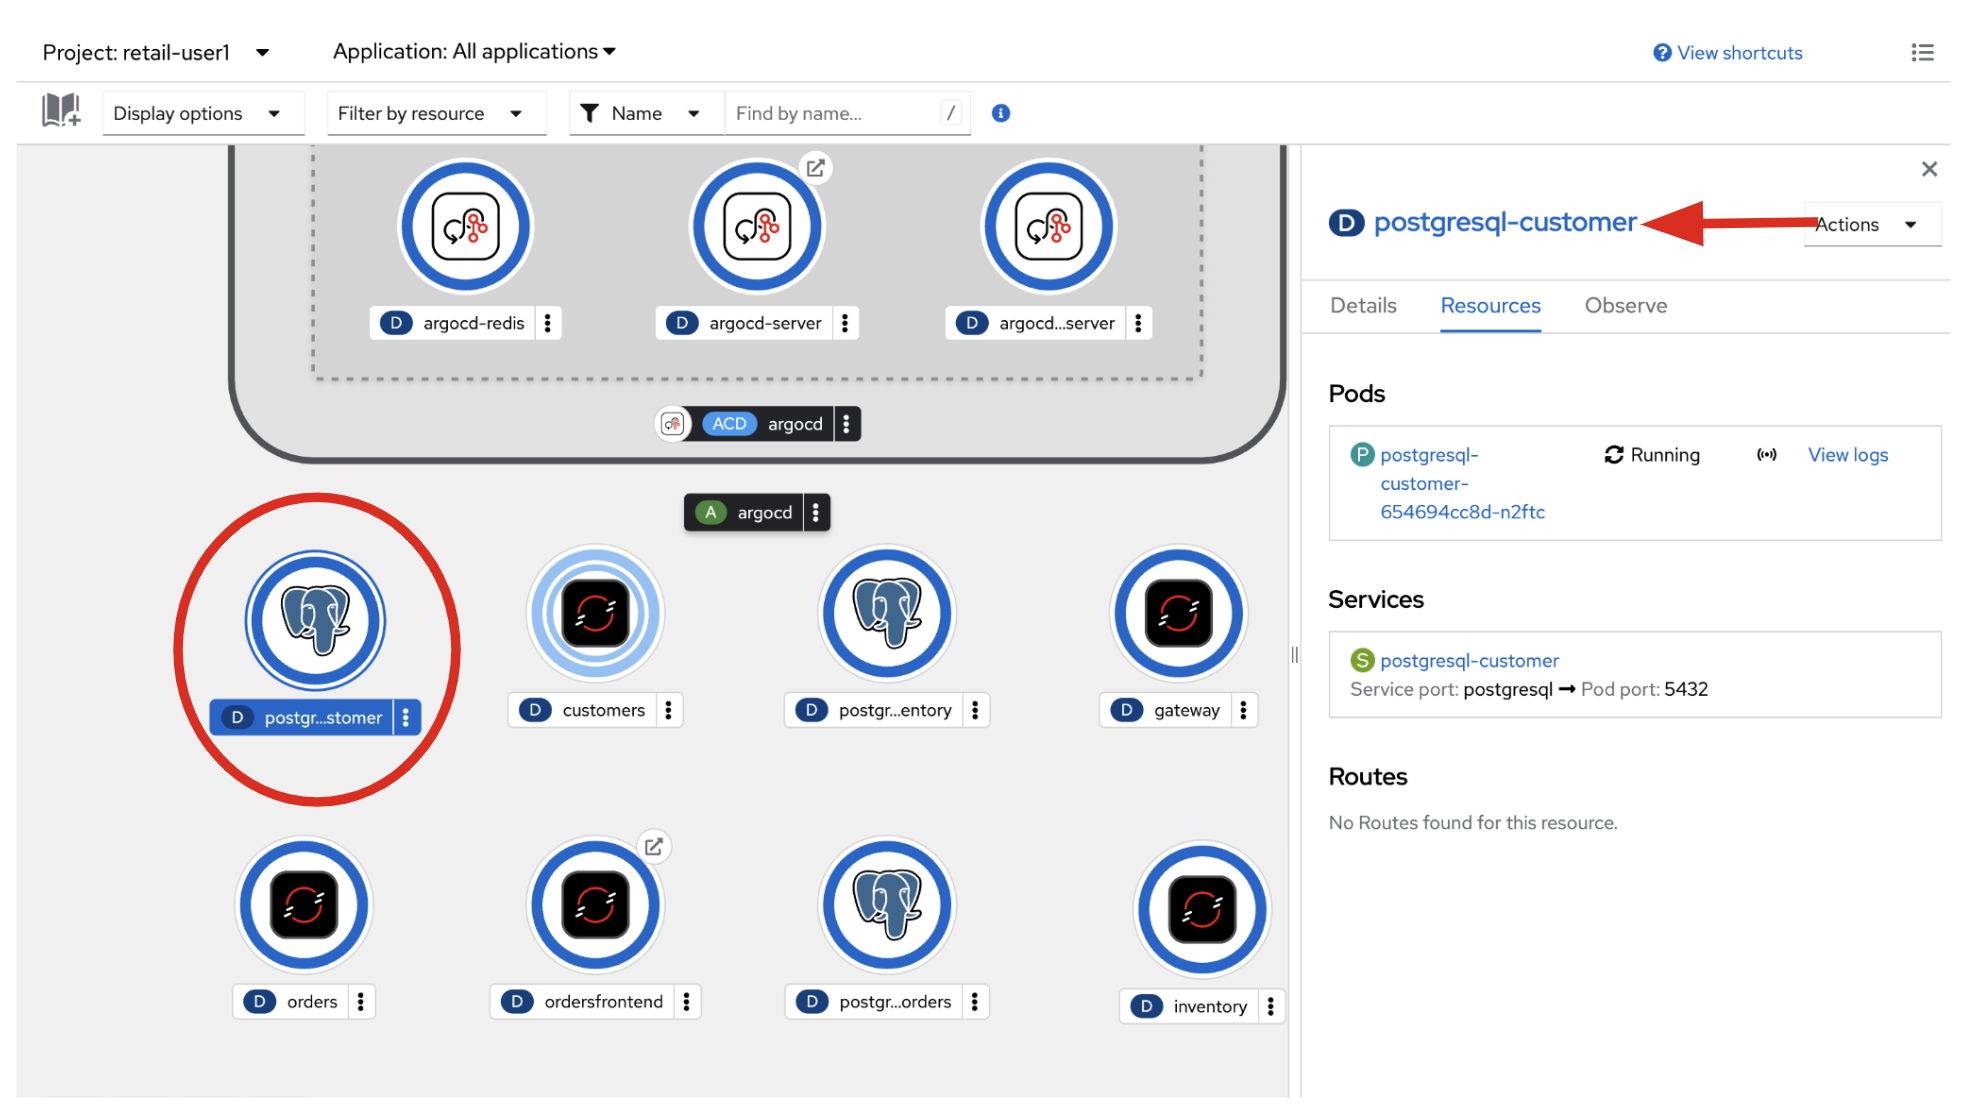 Project: retail-user1
Application: All applications
View shortcuts
Display options
Filter by resource
Name
Find by name...
/
D argocd-redis
D argocd-server
D argocd...server
ACD argocd
A argocd
D postgr...stomer
D customers
D postgr...entory
D gateway
D orders
D ordersfrontend
D postgr...orders
D inventory
D postgresql-customer
Actions
Details
Resources
Observe
Pods
P postgresql-
customer-
654694cc8d-n2ftc
Running
View logs
Services
S postgresql-customer
Service port: postgresql → Pod port: 5432
Routes
No Routes found for this resource.